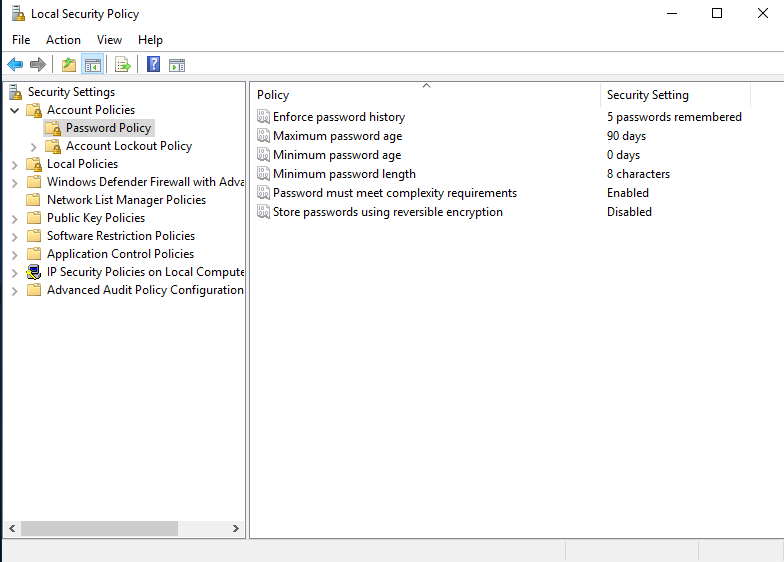 Local Security Policy
File Action View Help
Security Settings
Account Policies
Password Policy
Account Lockout Policy
Local Policies
Windows Defender Firewall with Adva
Network List Manager Policies
Public Key Policies
Software Restriction Policies
Application Control Policies
IP Security Policies on Local Compute
Advanced Audit Policy Configuration
Policy Security Setting
Enforce password history 5 passwords remembered
Maximum password age 90 days
Minimum password age 0 days
Minimum password length 8 characters
Password must meet complexity requirements Enabled
Store passwords using reversible encryption Disabled